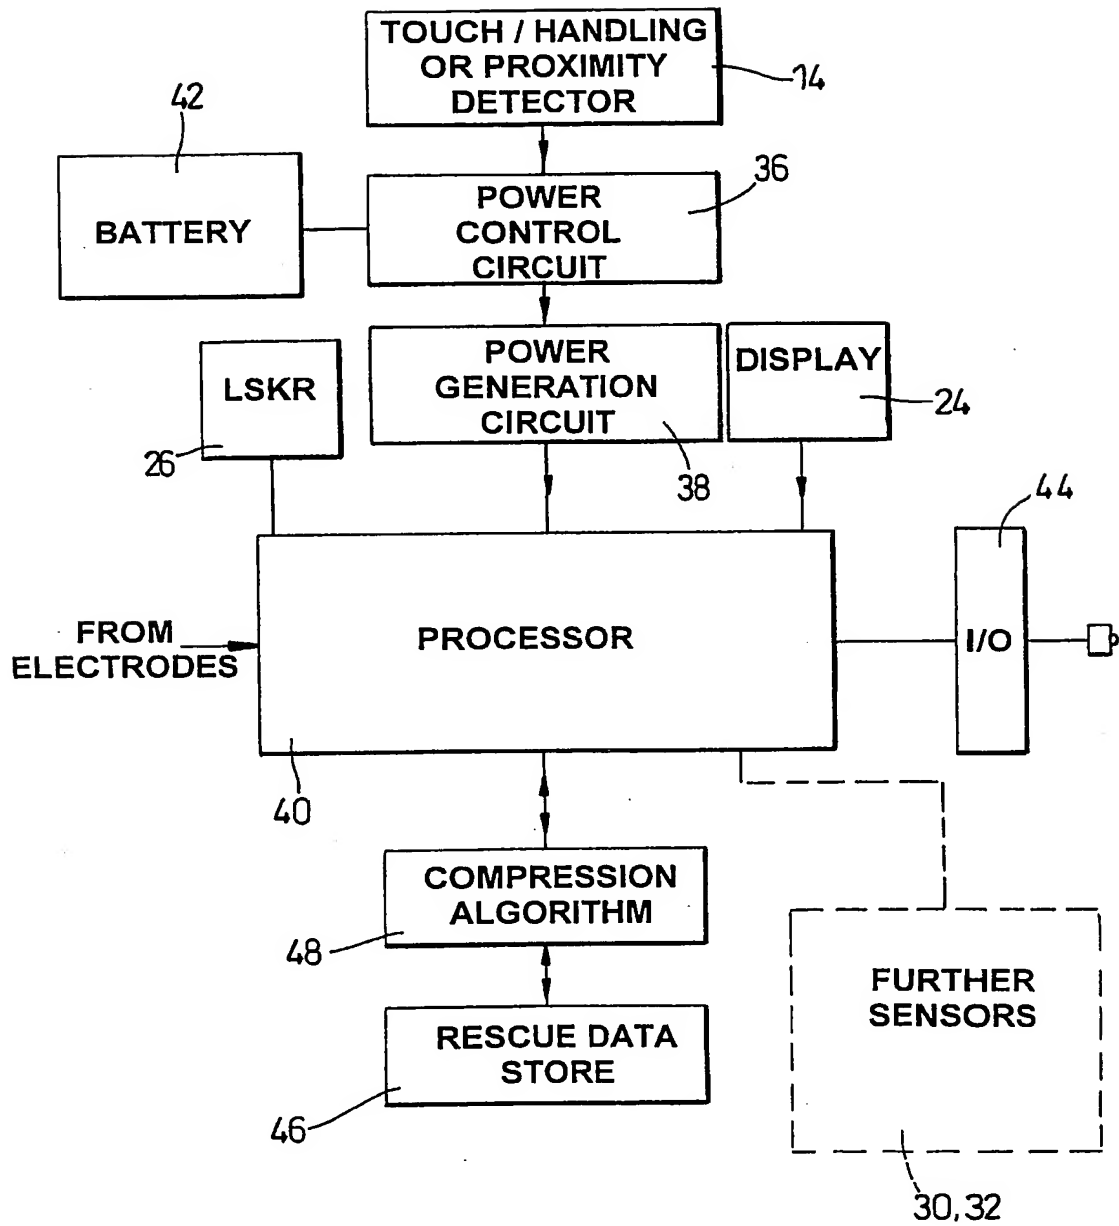 TOUCH / HANDLING
OR PROXIMITY
DETECTOR
14
42
BATTERY
POWER
CONTROL
CIRCUIT
36
LSKR
26
POWER
GENERATION
CIRCUIT
38
DISPLAY
24
44
I/O
FROM
ELECTRODES
PROCESSOR
40
COMPRESSION
ALGORITHM
48
RESCUE DATA
STORE
46
FURTHER
SENSORS
30,32